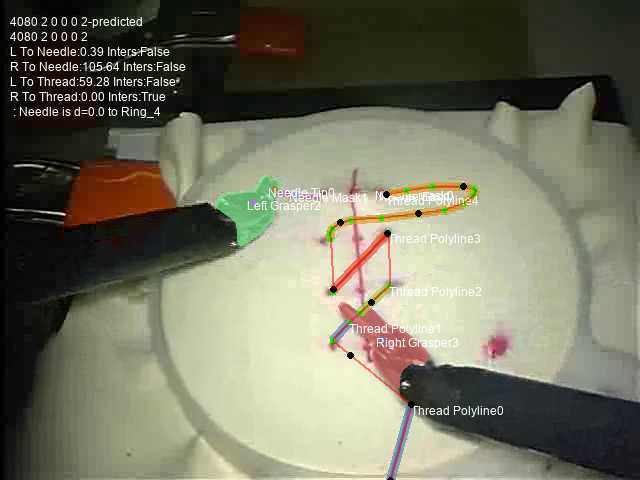 4080 2 0 0 0 2-predicted
4080 2 0 0 0 2
L To Needle:0.39 Inters:False
R To Needle:105.64 Inters:False
L To Thread:59.28 Inters:False
R To Thread:0.00 Inters:True
: Needle is d=0.0 to Ring_4
Needle Tip0
Needle Mask1
Left Grasper2
Thread Polyline4
Thread Polyline3
Thread Polyline2
Thread Polyline1
Right Grasper3
Thread Polyline0